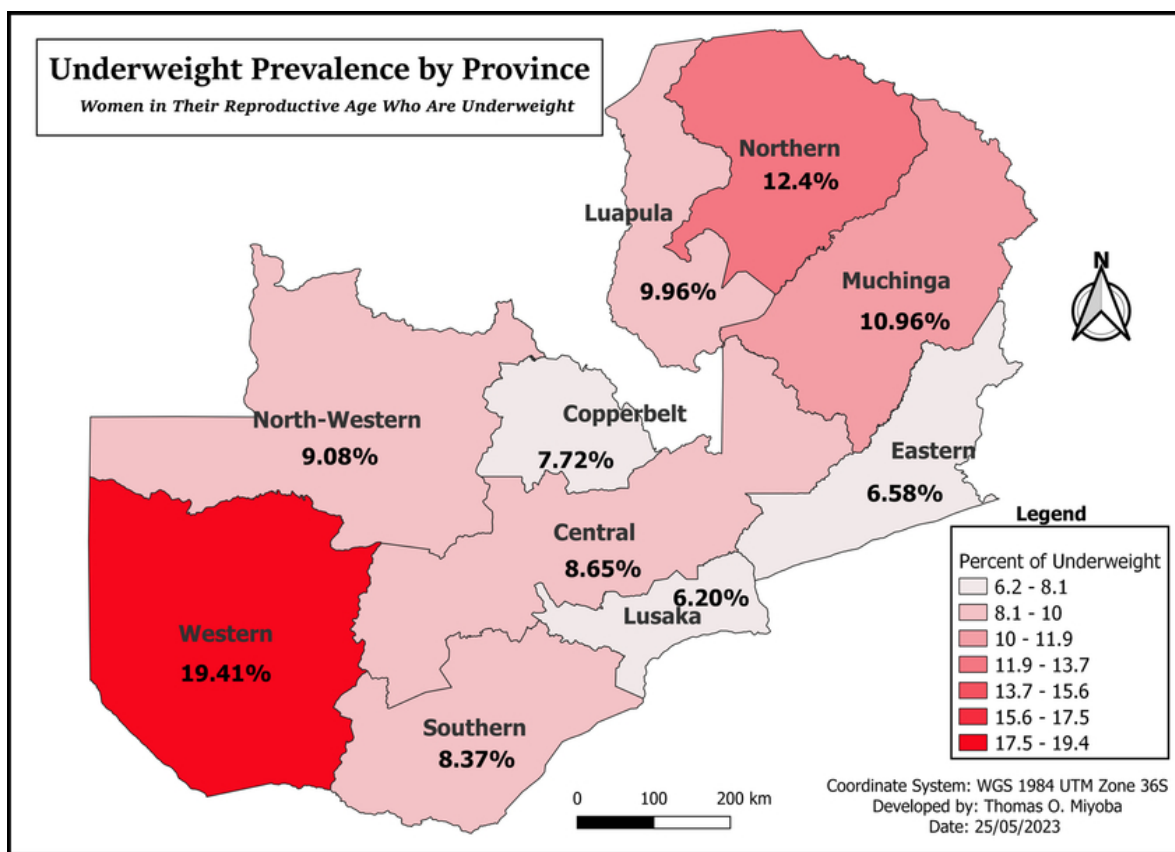 Underweight Prevalence by Province
Women in Their Reproductive Age Who Are Underweight
Northern
12.4%
Luapula
9.96%
Muchinga
10.96%
N
North-Western
9.08%
Copperbelt
7.72%
Eastern
6.58%
Central
8.65%
Lusaka
6.20%
Western
19.41%
Southern
8.37%
Legend
Percent of Underweight
6.2 - 8.1
8.1 - 10
10 - 11.9
11.9 - 13.7
13.7 - 15.6
15.6 - 17.5
17.5 - 19.4
0 100 200 km
Coordinate System: WGS 1984 UTM Zone 36S
Developed by: Thomas O. Miyoba
Date: 25/05/2023